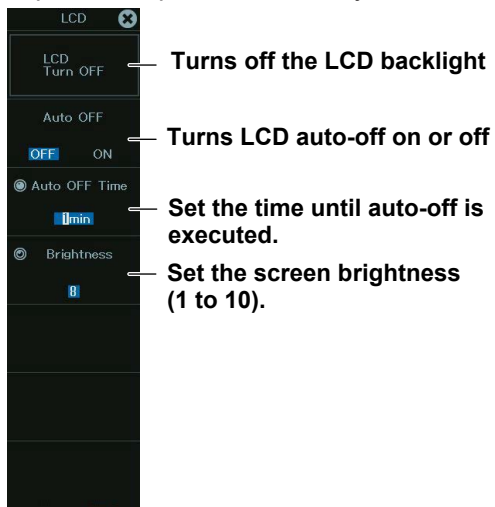 LCD
LCD
Turn OFF
Turns off the LCD backlight
Auto OFF
OFF ON
Turns LCD auto-off on or off
Auto OFF Time
1min
Set the time until auto-off is
executed.
Brightness
8
Set the screen brightness
(1 to 10).